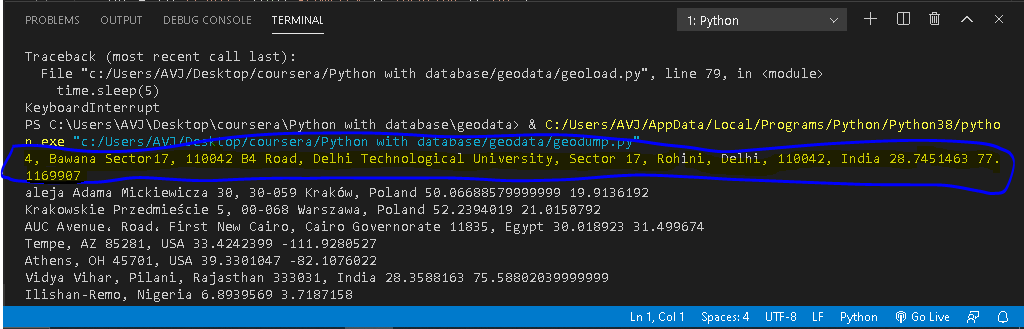 PROBLEMS OUTPUT DEBUG CONSOLE TERMINAL 1: Python
Traceback (most recent call last):
File "c:/Users/AVJ/Desktop/coursera/Python with database/geodata/geoload.py", line 79, in <module>
time.sleep(5)
KeyboardInterrupt
PS C:\Users\AVJ\Desktop\coursera\Python with database\geodata> & C:/Users/AVJ/AppData/Local/Programs/Python/Python38/pytho
n.exe "c:/Users/AVJ/Desktop/coursera/Python with database/geodata/geodump.py"
4, Bawana Sector17, 110042 B4 Road, Delhi Technological University, Sector 17, Rohini, Delhi, 110042, India 28.7451463 77.
1169907
aleja Adama Mickiewicza 30, 30-059 Kraków, Poland 50.06688579999999 19.9136192
Krakowskie Przedmieście 5, 00-068 Warszawa, Poland 52.2394019 21.0150792
AUC Avenue، Road، First New Cairo, Cairo Governorate 11835, Egypt 30.018923 31.499674
Tempe, AZ 85281, USA 33.4242399 -111.9280527
Athens, OH 45701, USA 39.3301047 -82.1076022
Vidya Vihar, Pilani, Rajasthan 333031, India 28.3588163 75.58802039999999
Ilishan-Remo, Nigeria 6.8939569 3.7187158
Ln 1, Col 1 Spaces: 4 UTF-8 LF Python Go Live